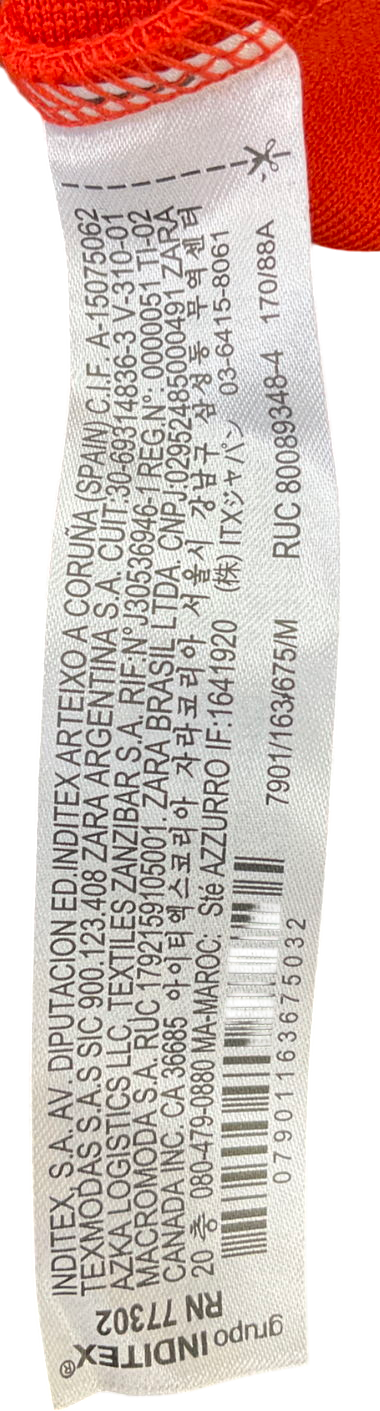 INDITEX, S.A. AV. DIPUTACION ED.INDITEX ARTEIXO A CORUÑA (SPAIN) C.I.F. A-15075062
TEXMODAS S.A.S SIC 900.123.408 ZARA ARGENTINA S.A. CUIT:30-69314836-3 V-310-01
AZKA LOGISTICS LLC, TEXTILES ZANZIBAR S.A. RIF:N°J30536946-1 REG.N°: 0000051 TI-02
MACROMODA S.A. RUC 1792159105001. ZARA BRASIL LTDA. CNPJ.02952485000491 ZARA
CANADA INC. CA 36685 아이티엑스코리아 자라코리아 서울시 강남구 삼성동 무역센터
20 층 080-479-0880 MA-MAROC: Sté AZZURRO IF:1641920 (株) ITXジャパン 03-6415-8061
7901/163/675/M RUC 80089348-4 170/88A
07901163675032
RN 77302
grupo INDITEX®